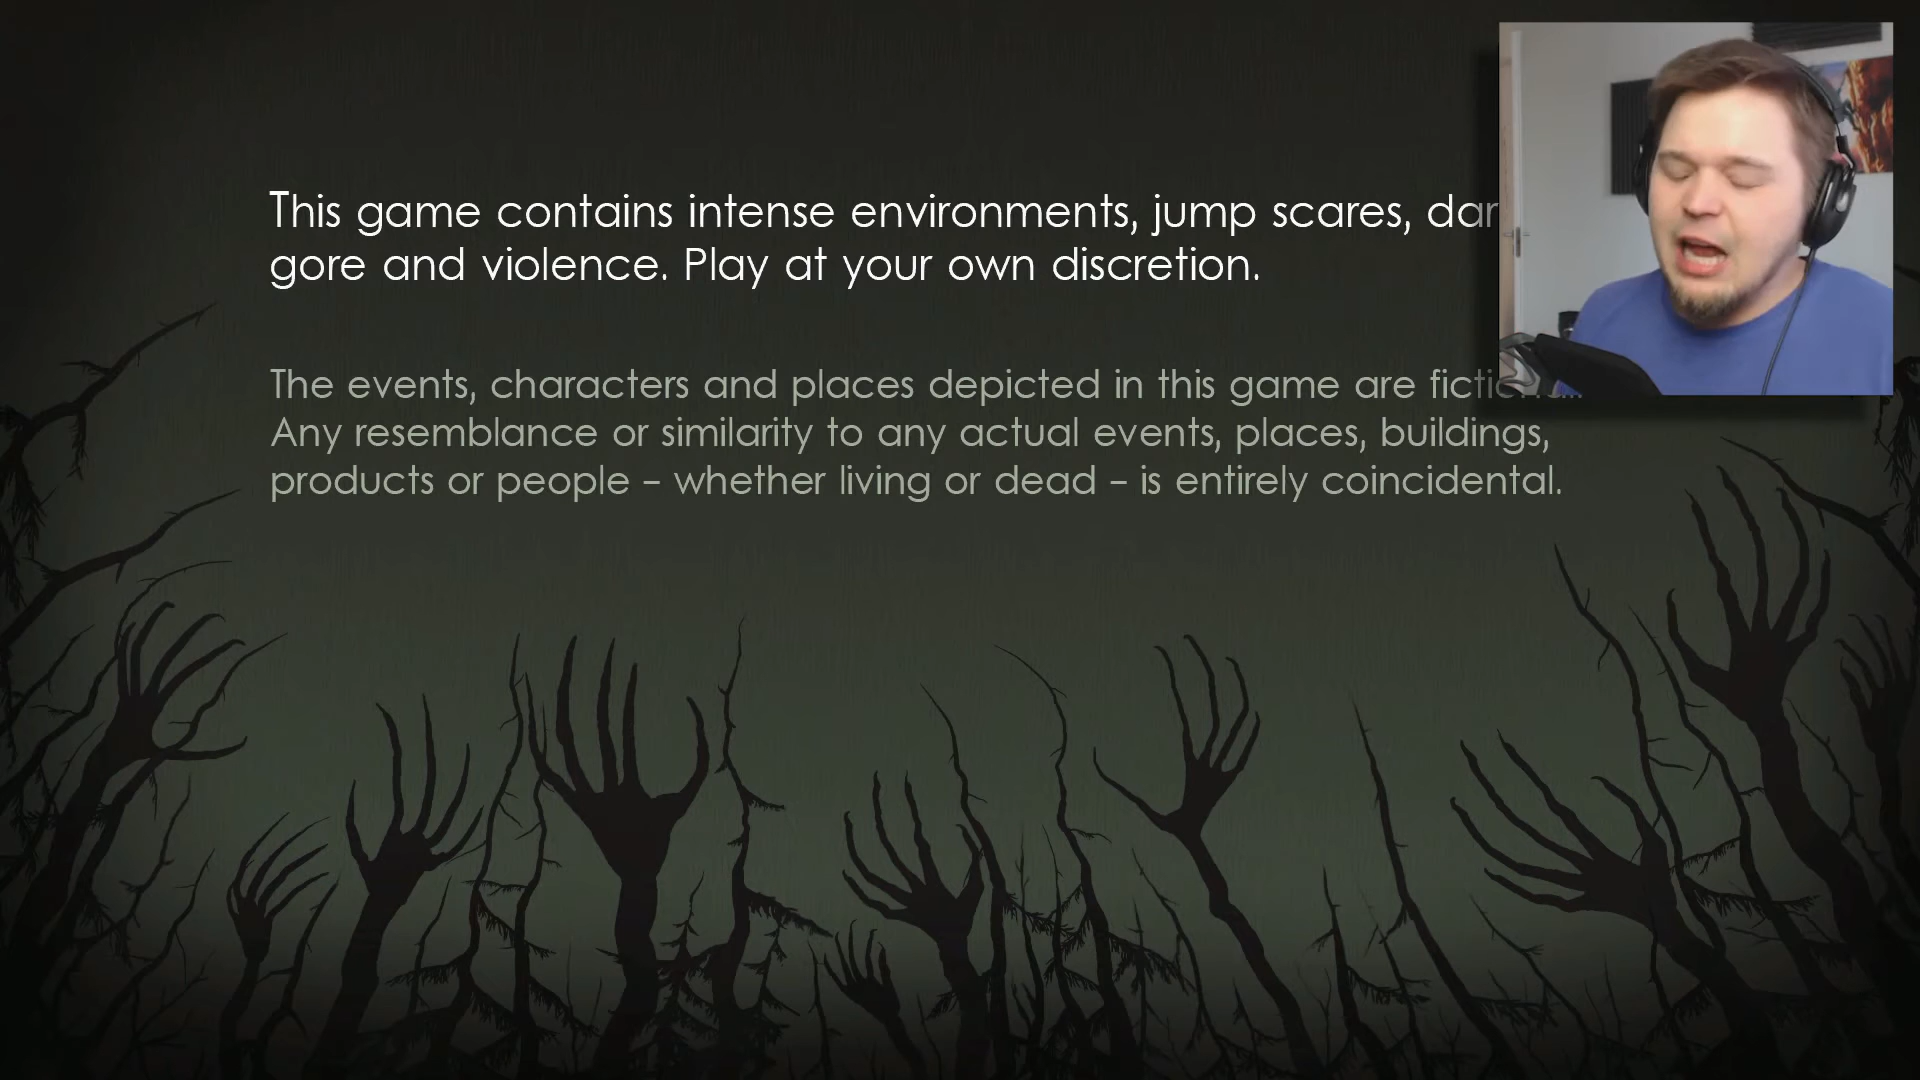 This game contains intense environments, jump scares,
gore and violence. Play at your own discretion.
The events, characters and places depicted in this game are
Any resemblance or similarity to any actual events, places, buildings,
products or people – whether living or dead – is entirely coincidental.